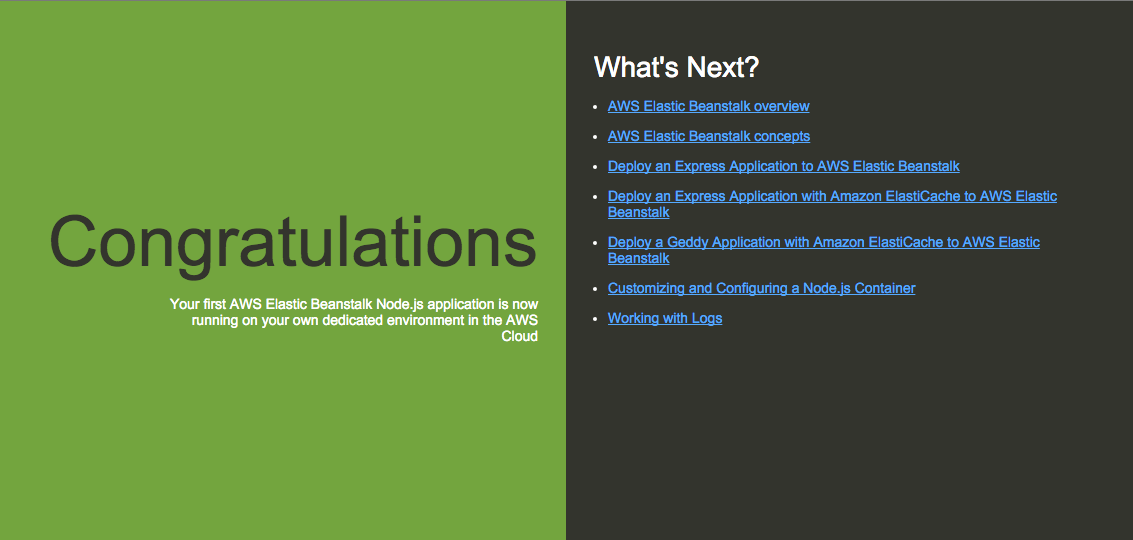 Congratulations
Your first AWS Elastic Beanstalk Node.js application is now
running on your own dedicated environment in the AWS
Cloud
What's Next?
AWS Elastic Beanstalk overview
AWS Elastic Beanstalk concepts
Deploy an Express Application to AWS Elastic Beanstalk
Deploy an Express Application with Amazon ElastiCache to AWS Elastic
Beanstalk
Deploy a Geddy Application with Amazon ElastiCache to AWS Elastic
Beanstalk
Customizing and Configuring a Node.js Container
Working with Logs